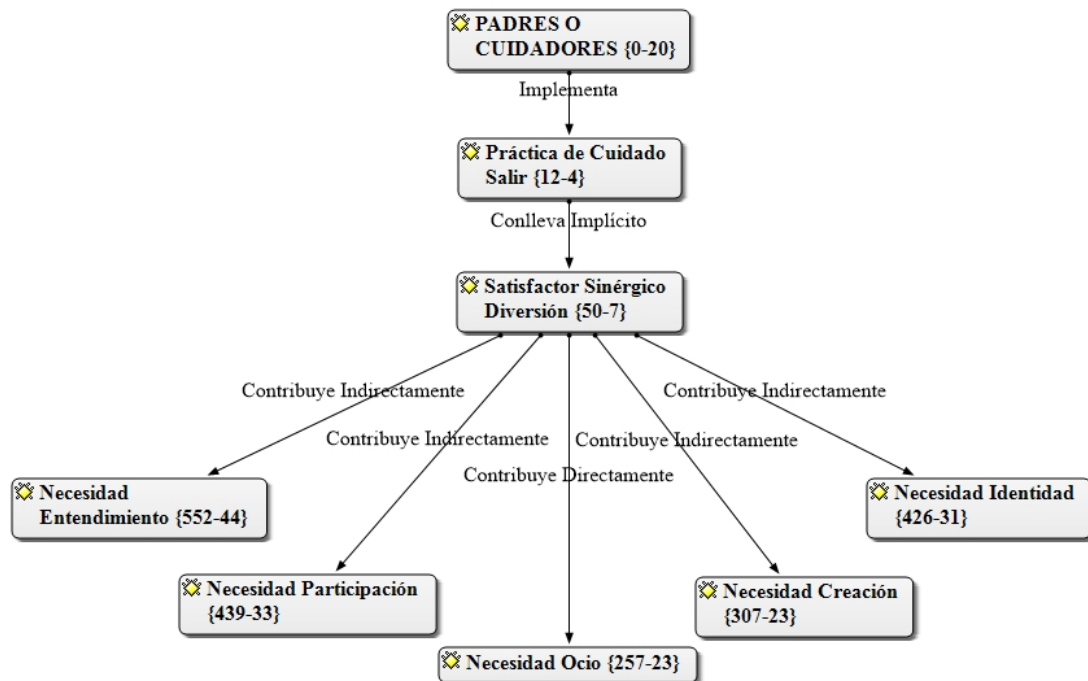 PADRES O
CUIDADORES {0-20}
Implementa
Práctica de Cuidado
Salir {12-4}
Conlleva Implícito
Satisfactor Sinérgico
Diversión {50-7}
Contribuye Indirectamente
Contribuye Indirectamente
Contribuye Indirectamente
Contribuye Indirectamente
Contribuye Directamente
Necesidad
Entendimiento {552-44}
Necesidad Identidad
{426-31}
Necesidad Participación
{439-33}
Necesidad Creación
{307-23}
Necesidad Ocio {257-23}